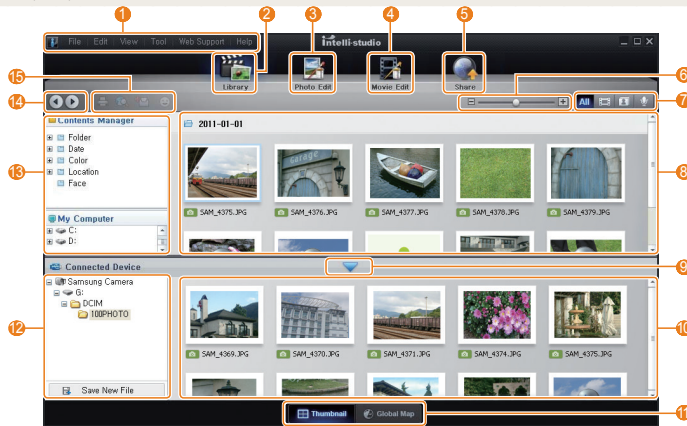 1 2 3 4 5
File Edit View Tool Web Support Help
intelli-studio
Library Photo Edit Movie Edit Share
15
6
14
All
7
Contents Manager
2011-01-01
Folder
Date
Color
Location
Face
13
8
SAM_4375.JPG SAM_4376.JPG SAM_4377.JPG SAM_4378.JPG SAM_4379.JPG
Garage
My Computer
C:
D:
Connected Device
9
Samsung Camera
G:
DCIM
100PHOTO
12
10
SAM_4369.JPG SAM_4370.JPG SAM_4371.JPG SAM_4374.JPG SAM_4375.JPG
Save New File
Thumbnail Global Map
11